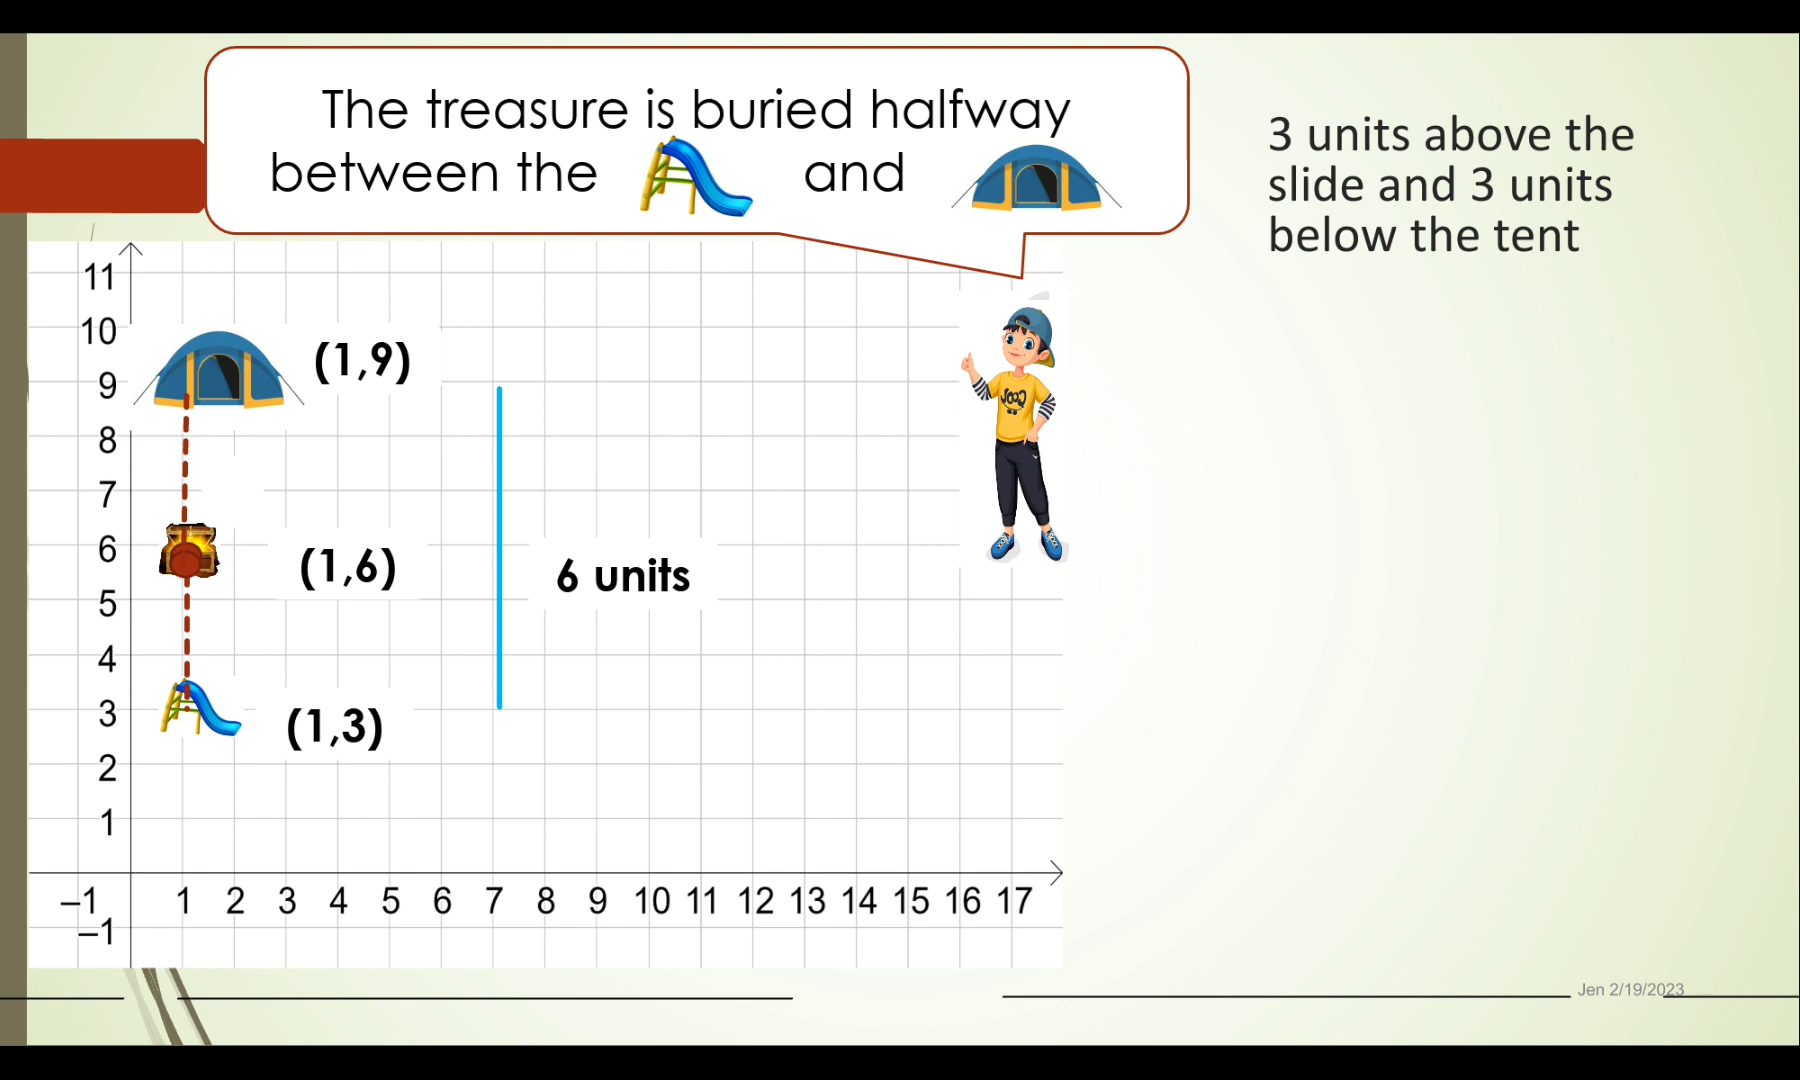 The treasure is buried halfway
between the and
3 units above the
slide and 3 units
below the tent
11
10
(1,9)
9
8
7
6
(1,6)
6 units
5
4
3
(1,3)
2
1
–1 1 2 3 4 5 6 7 8 9 10 11 12 13 14 15 16 17
–1
Jen 2/19/2023